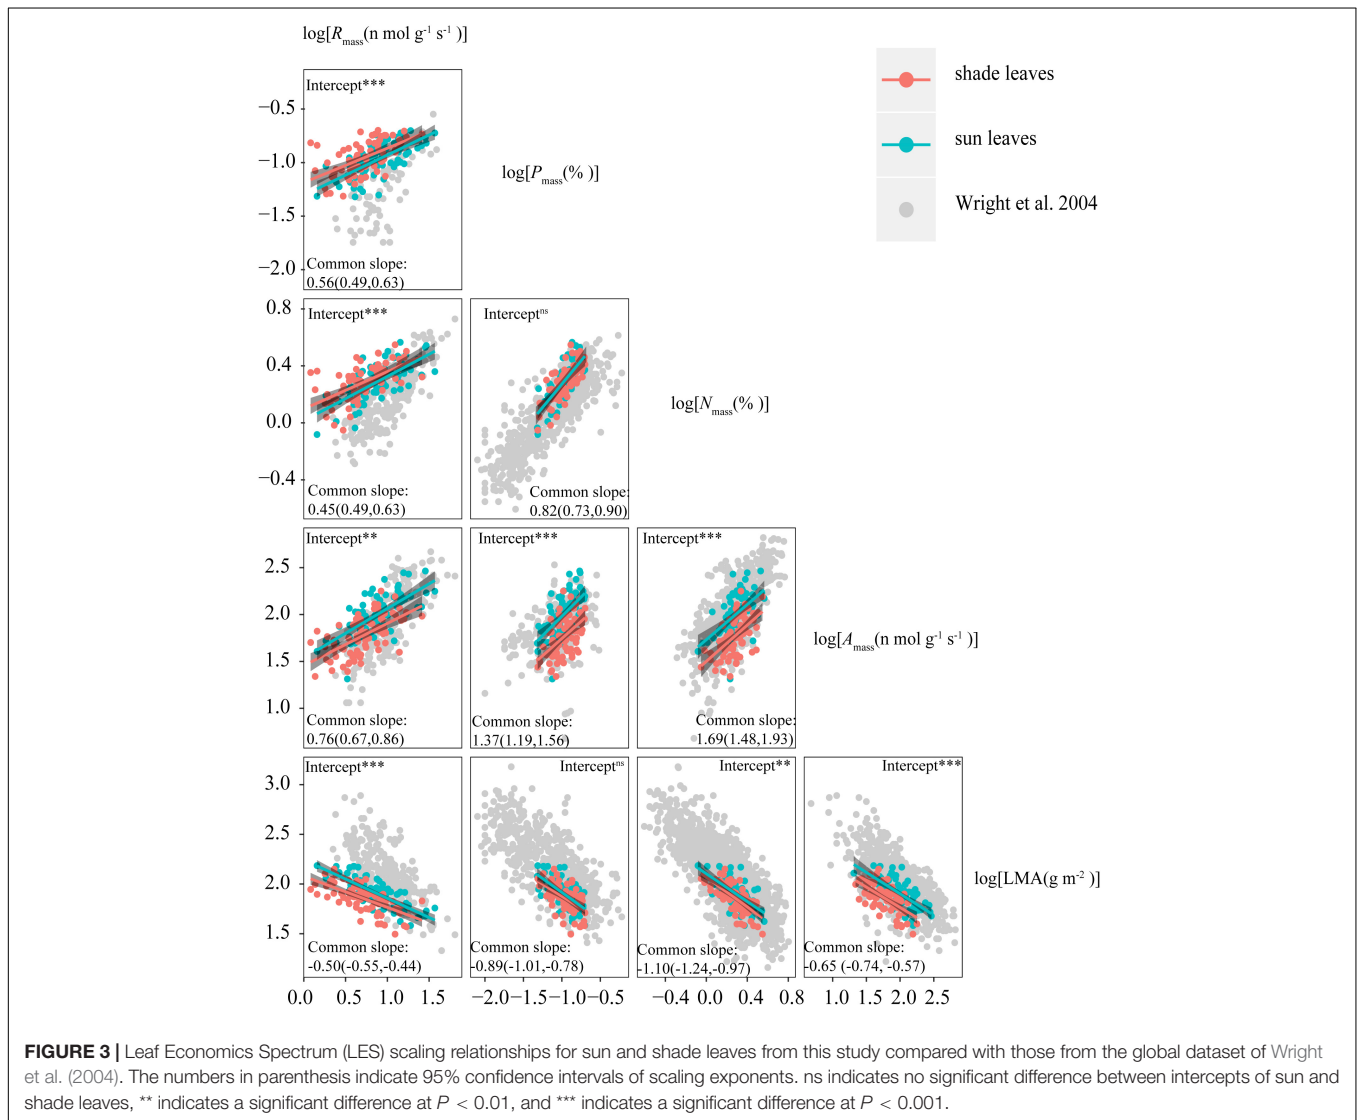 log[Rmass(n mol g-1 s-1 )]
shade leaves
sun leaves
Wright et al. 2004
Intercept***
−0.5
−1.0
−1.5
−2.0
Common slope:
0.56(0.49,0.63)
log[Pmass(% )]
0.8
0.4
0.0
−0.4
Intercept***
Common slope:
0.45(0.49,0.63)
Interceptns
Common slope:
0.82(0.73,0.90)
log[Nmass(% )]
2.5
2.0
1.5
1.0
Intercept**
Common slope:
0.76(0.67,0.86)
Intercept***
Common slope:
1.37(1.19,1.56)
Intercept***
Common slope:
1.69(1.48,1.93)
log[Amass(n mol g-1 s-1 )]
3.0
2.5
2.0
1.5
Intercept***
Common slope:
-0.50(-0.55,-0.44)
Interceptns
Common slope:
-0.89(-1.01,-0.78)
Intercept**
Common slope:
-1.10(-1.24,-0.97)
Intercept***
Common slope:
-0.65 (-0.74,-0.57)
log[LMA(g m-2 )]
0.0 0.5 1.0 1.5
−2.0 −1.5 −1.0 −0.5
−0.4 0.0 0.4 0.8
1.0 1.5 2.0 2.5
FIGURE 3 | Leaf Economics Spectrum (LES) scaling relationships for sun and shade leaves from this study compared with those from the global dataset of Wright
et al. (2004). The numbers in parenthesis indicate 95% confidence intervals of scaling exponents. ns indicates no significant difference between intercepts of sun and
shade leaves, ** indicates a significant difference at P < 0.01, and *** indicates a significant difference at P < 0.001.